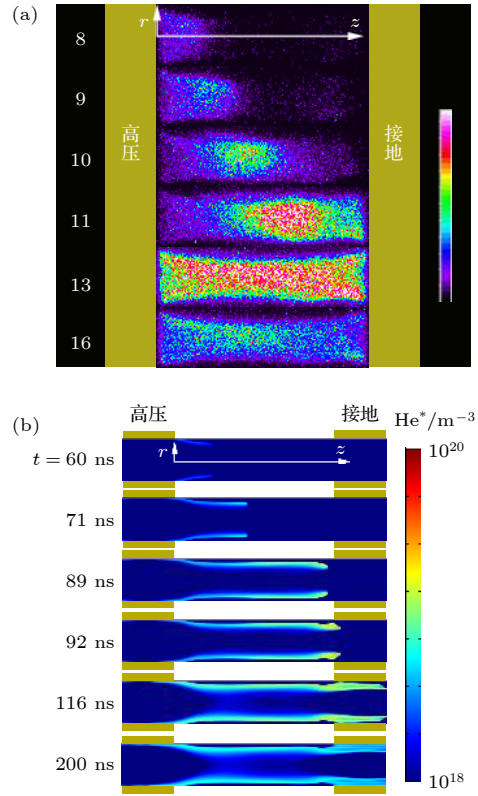 (a)
r
z
8
9
10
11
13
16
高压
接地
(b)
高压
接地
He*/m⁻³
t = 60 ns
r
z
10²⁰
71 ns
89 ns
92 ns
116 ns
200 ns
10¹⁸